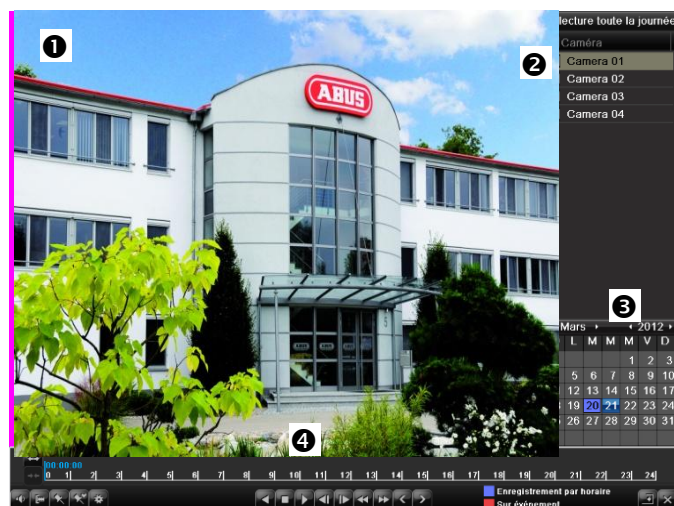 ❶
❷
lecture toute la journée
Caméra
Camera 01
Camera 02
Camera 03
Camera 04
ABUS
❸
Mars 2012
L M M M V D
1 2 3
5 6 7 8 9 10
12 13 14 15 16 17
19 20 21 22 23 24
26 27 28 29 30 31
❹
00:00:00
0 1 2 3 4 5 6 7 8 9 10 11 12 13 14 15 16 17 18 19 20 21 22 23 24
Enregistrement par horaire
Sur événement